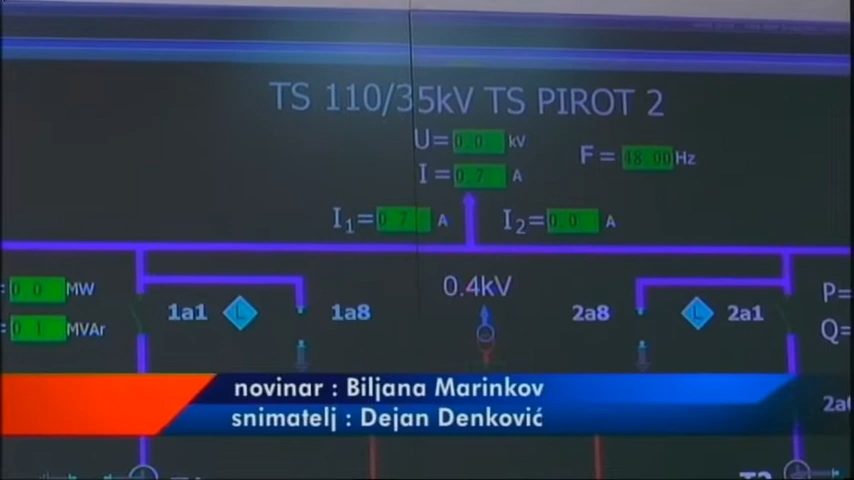 TS 110/35kV TS PIROT 2
U= 0.0 kV
F= 48.00 Hz
I= 0.7 A
I1= 0.7 A I2= 0.0 A
= 0.0 MW
0.4kV
P=
1a1 L 1a8
2a8 L 2a1
= 0.1 MVAr
Q=
novinar : Biljana Marinkov
snimatelj : Dejan Denković